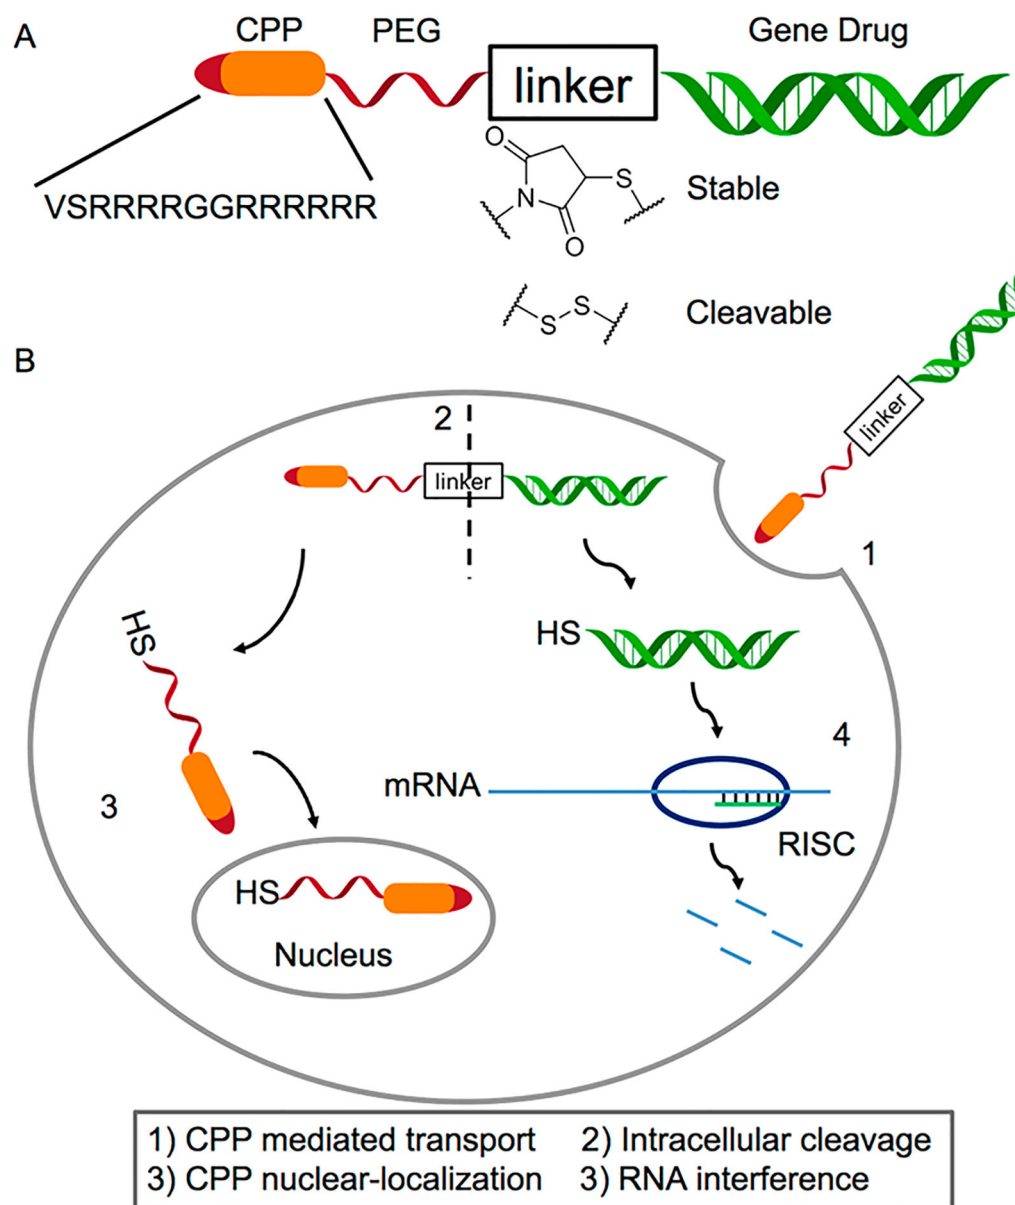 A
CPP
PEG
linker
Gene Drug
VSRRRRGGRRRRRR
O
N
O
S
Stable
S
S
Cleavable
B
linker
1
2
linker
HS
HS
4
mRNA
RISC
3
HS
Nucleus
1) CPP mediated transport 2) Intracellular cleavage
3) CPP nuclear-localization 3) RNA interference